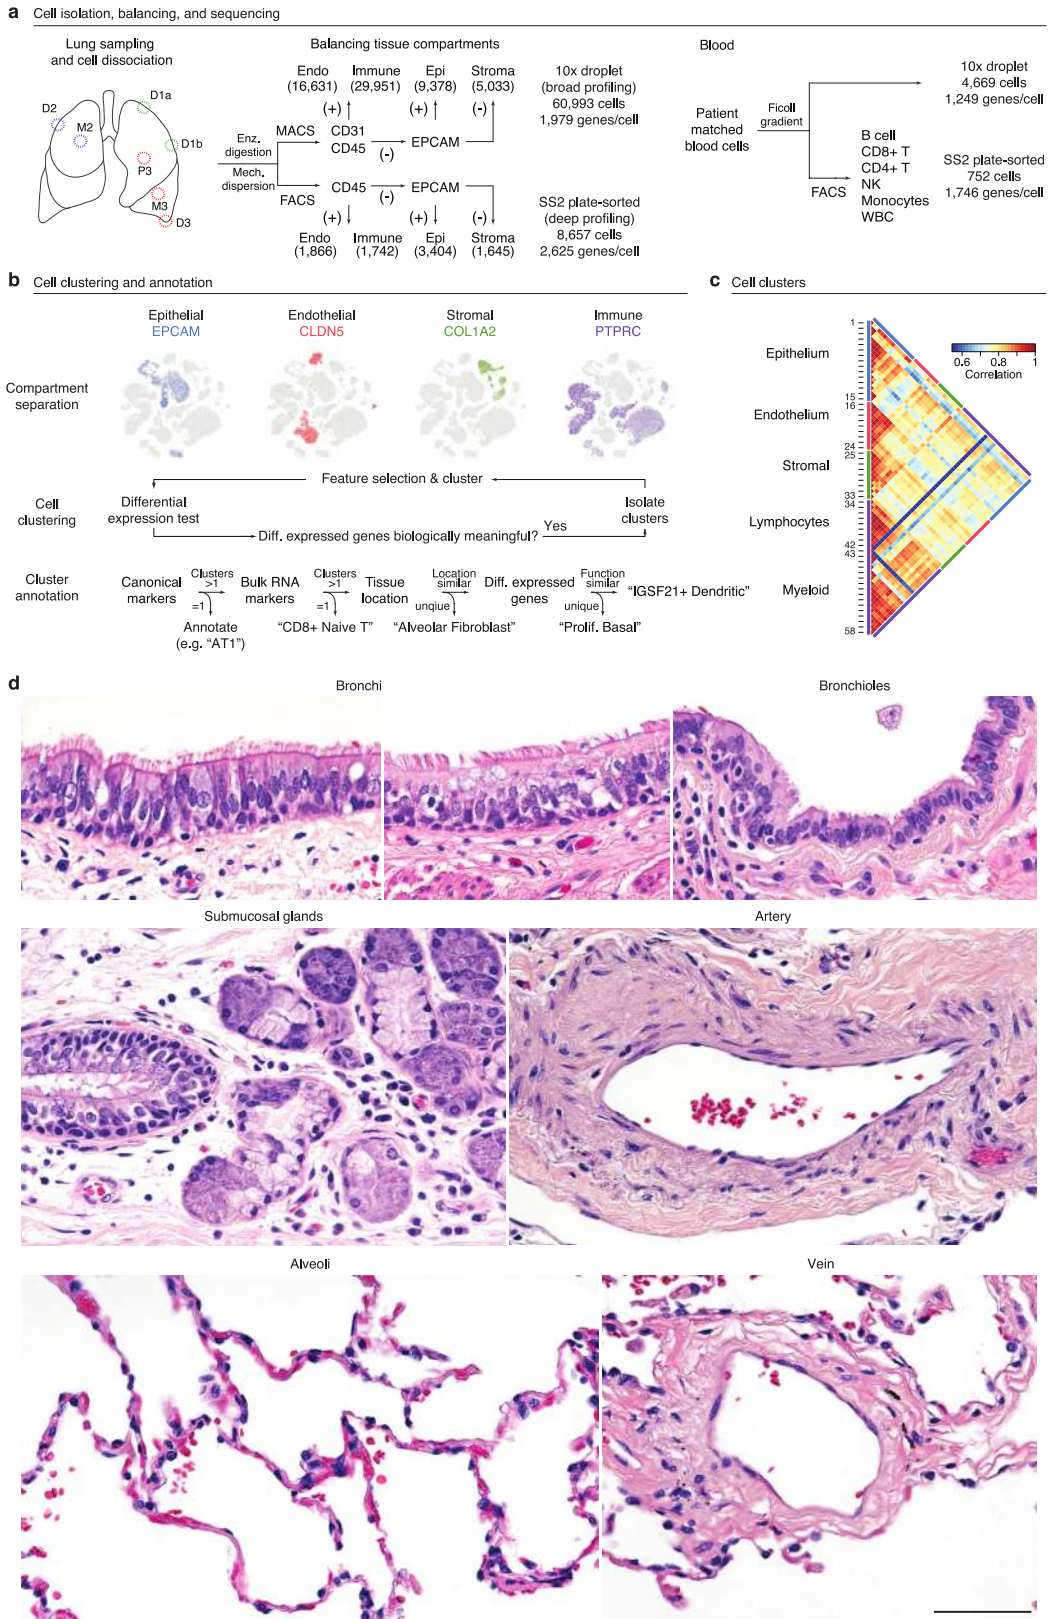 a Cell isolation, balancing, and sequencing
Lung sampling
and cell dissociation
D2
M2
D1a
D1b
P3
M3
D3
Enz.
digestion
Mech.
dispersion
MACS
FACS
Balancing tissue compartments
Endo Immune Epi Stroma
(16,631) (29,951) (9,378) (5,033)
(+) (+) (-)
CD31
CD45
(-)
EPCAM
CD45
(-)
EPCAM
(+) (+) (-)
Endo Immune Epi Stroma
(1,866) (1,742) (3,404) (1,645)
10x droplet
(broad profiling)
60,993 cells
1,979 genes/cell
SS2 plate-sorted
(deep profiling)
8,657 cells
2,625 genes/cell
Blood
Patient
matched
blood cells
Ficoll
gradient
FACS
B cell
CD8+ T
CD4+ T
NK
Monocytes
WBC
10x droplet
4,669 cells
1,249 genes/cell
SS2 plate-sorted
752 cells
1,746 genes/cell
b Cell clustering and annotation
Epithelial Endothelial Stromal Immune
EPCAM CLDN5 COL1A2 PTPRC
Compartment
separation
Feature selection & cluster
Cell
clustering
Differential
expression test
Diff. expressed genes biologically meaningful?
Yes
Isolate
clusters
Cluster
annotation
Canonical
markers
Clusters
>1
=1
Annotate
(e.g. “AT1”)
Bulk RNA
markers
Clusters
>1
=1
“CD8+ Naive T”
Tissue
location
Location
similar
unqiue
“Alveolar Fibroblast”
Diff. expressed
genes
Function
similar
unique
“Prolif. Basal”
“IGSF21+ Dendritic”
c Cell clusters
1
Epithelium
15
16
Endothelium
24
25
Stromal
33
34
Lymphocytes
42
43
Myeloid
58
0.6 0.8 1
Correlation
d
Bronchi
Bronchioles
Submucosal glands
Artery
Alveoli
Vein